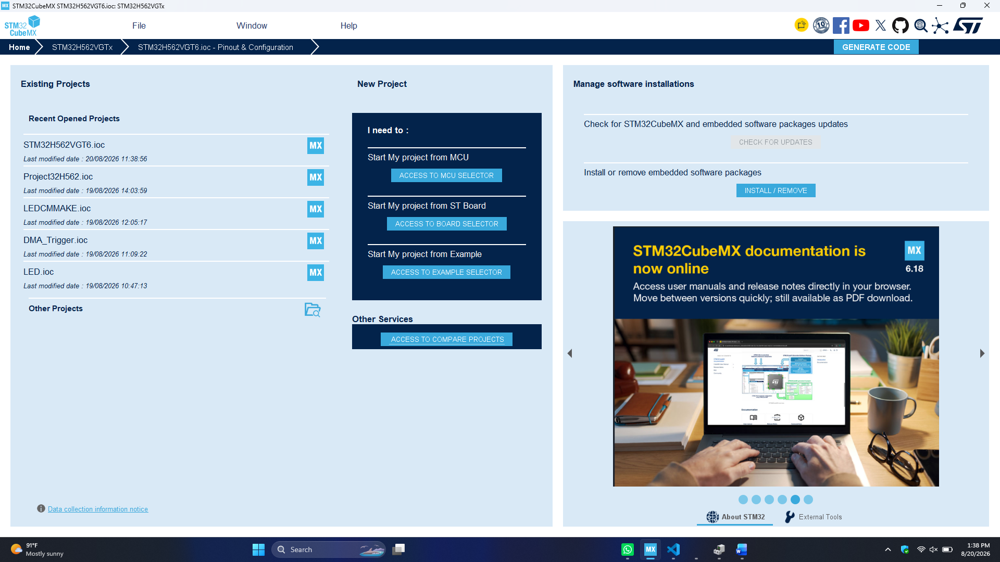 MX STM32CubeMX STM32H562VGT6.ioc: STM32H562VGTx
STM32 CubeMX
File Window Help
10
ST
Home STM32H562VGTx STM32H562VGT6.ioc - Pinout & Configuration GENERATE CODE
Existing Projects
Recent Opened Projects
STM32H562VGT6.ioc MX
Last modified date : 20/08/2026 11:38:56
Project32H562.ioc MX
Last modified date : 19/08/2026 14:03:59
LEDCMMAKE.ioc MX
Last modified date : 19/08/2026 12:05:17
DMA_Trigger.ioc MX
Last modified date : 19/08/2026 11:09:22
LED.ioc MX
Last modified date : 19/08/2026 10:47:13
Other Projects
Data collection information notice
New Project
I need to :
Start My project from MCU
ACCESS TO MCU SELECTOR
Start My project from ST Board
ACCESS TO BOARD SELECTOR
Start My project from Example
ACCESS TO EXAMPLE SELECTOR
Other Services
ACCESS TO COMPARE PROJECTS
Manage software installations
Check for STM32CubeMX and embedded software packages updates
CHECK FOR UPDATES
Install or remove embedded software packages
INSTALL / REMOVE
STM32CubeMX documentation is
now online
MX
6.18
Access user manuals and release notes directly in your browser.
Move between versions quickly; still available as PDF download.
About STM32 External Tools
91°F
Mostly sunny
Search
MX
1:38 PM
8/20/2026